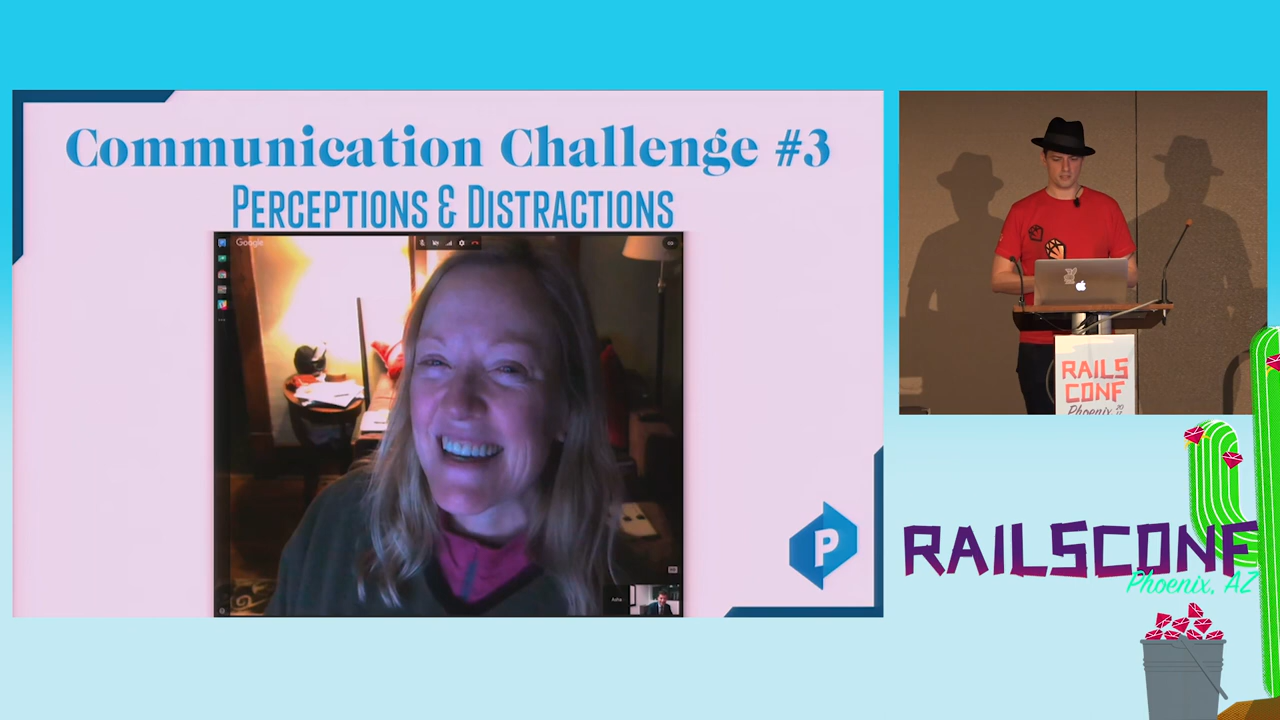 Communication Challenge #3
PERCEPTIONS & DISTRACTIONS
Google
P
RAILS
CONF
Phoenix
RAILSCONF
Phoenix, AZ